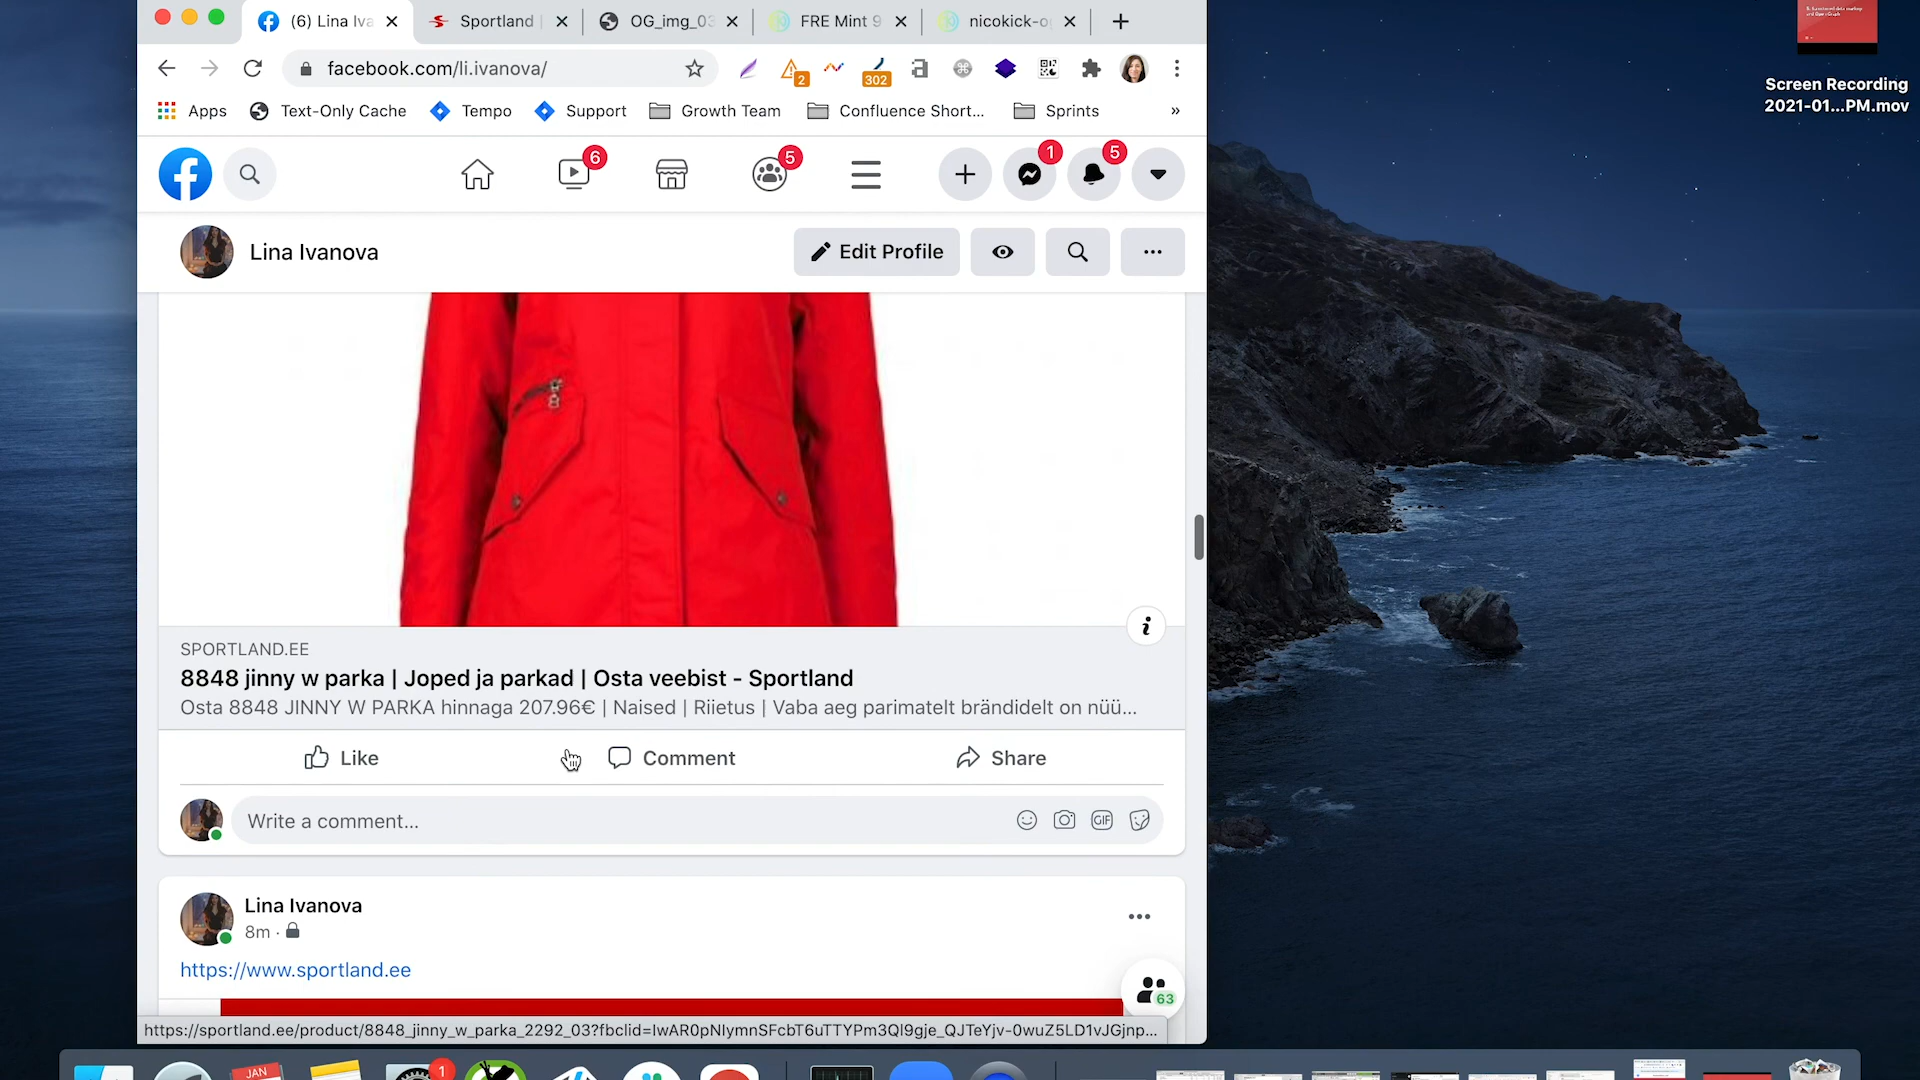 (6) Lina Iva
Sportland |
OG_img_03
FRE Mint 9
nicokick-o
facebook.com/li.ivanova/
2
302
Apps
Text-Only Cache
Tempo
Support
Growth Team
Confluence Short...
Sprints
»
6
5
1
5
Lina Ivanova
Edit Profile
SPORTLAND.EE
8848 jinny w parka | Joped ja parkad | Osta veebist - Sportland
Osta 8848 JINNY W PARKA hinnaga 207.96€ | Naised | Riietus | Vaba aeg parimatelt brändidelt on nüü...
Like
Comment
Share
Write a comment...
GIF
Lina Ivanova
8m ·
https://www.sportland.ee
63
https://sportland.ee/product/8848_jinny_w_parka_2292_03?fbclid=IwAR0pNIymnSFcbT6uTTYPm3QI9gje_QJTeYjv-0wuZ5LD1vJGjnp...
Screen Recording
2021-01...PM.mov
JAN
1